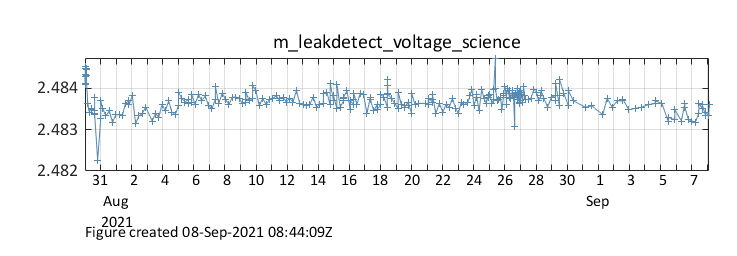 m_leakdetect_voltage_science
2.484
2.483
2.482
31 2 4 6 8 10 12 14 16 18 20 22 24 26 28 30 1 3 5 7
Aug Sep
2021
Figure created 08-Sep-2021 08:44:09Z